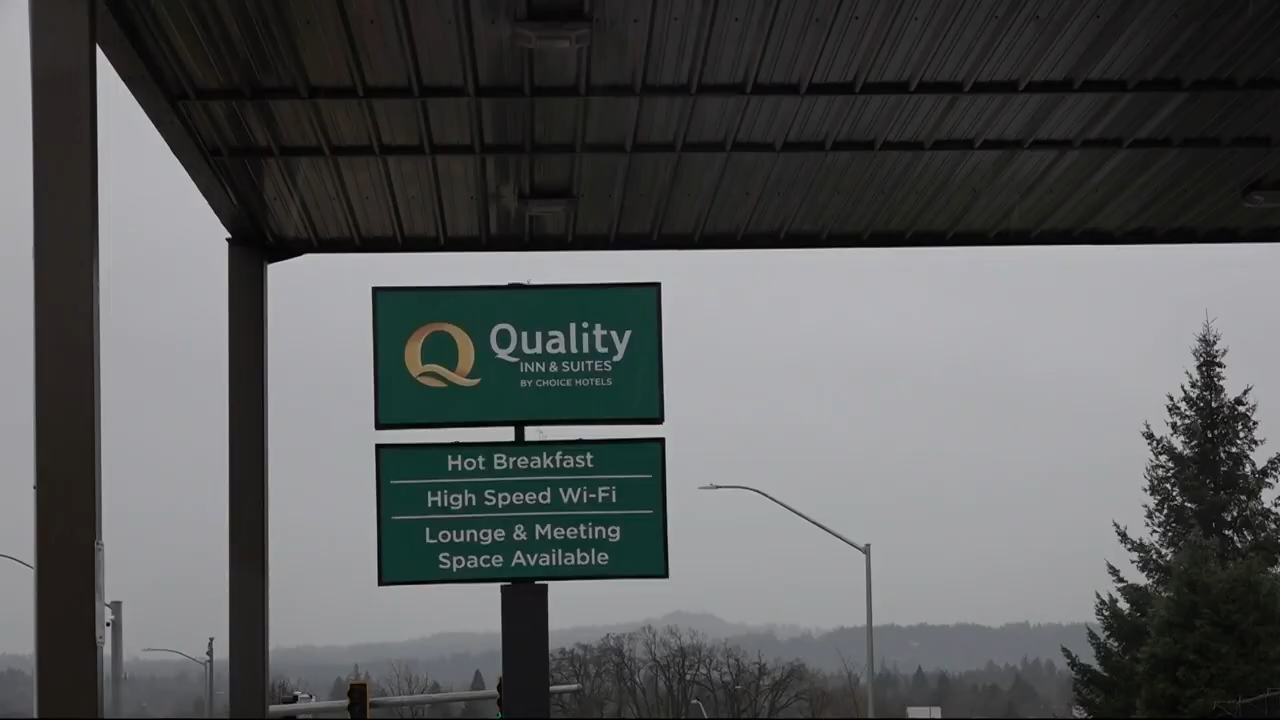 Q Quality
INN & SUITES
BY CHOICE HOTELS
Hot Breakfast
High Speed Wi-Fi
Lounge & Meeting
Space Available